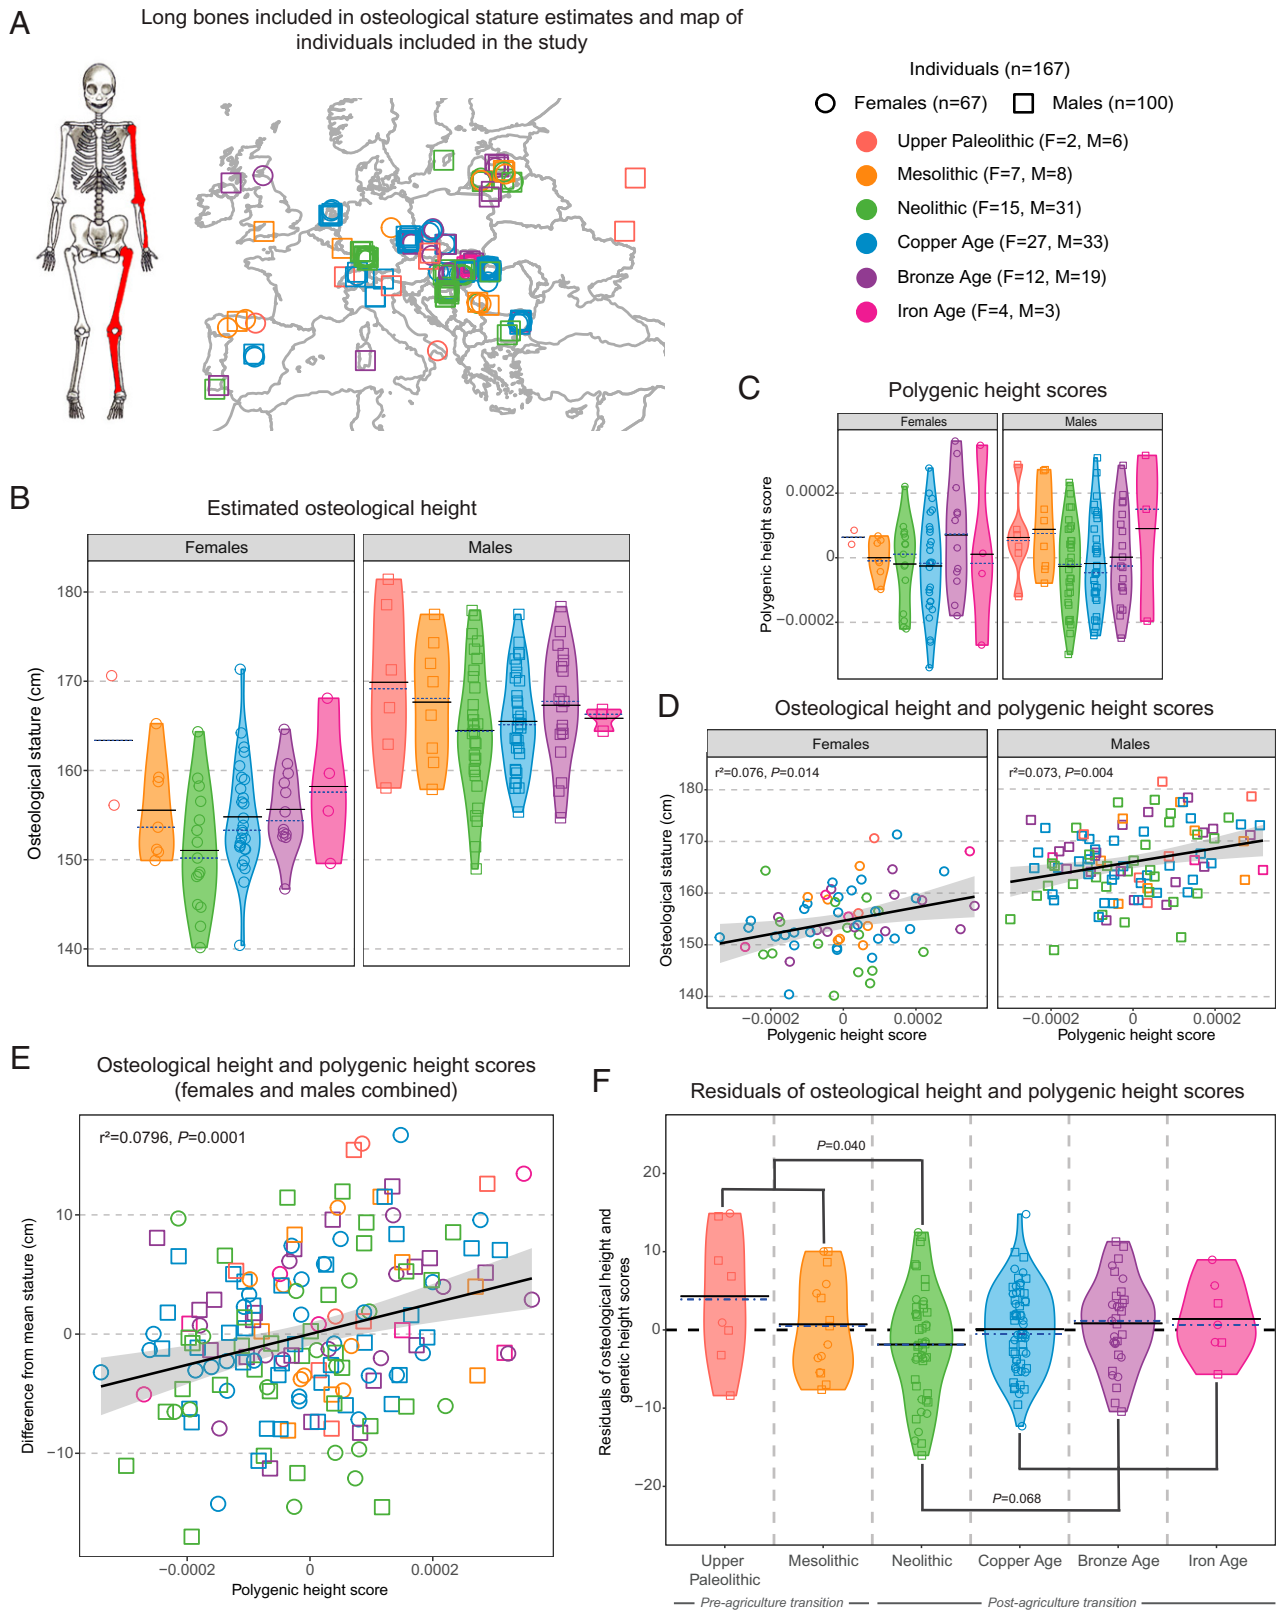 A
Long bones included in osteological stature estimates and map of
individuals included in the study
Individuals (n=167)
Females (n=67)
Males (n=100)
Upper Paleolithic (F=2, M=6)
Mesolithic (F=7, M=8)
Neolithic (F=15, M=31)
Copper Age (F=27, M=33)
Bronze Age (F=12, M=19)
Iron Age (F=4, M=3)
B
Estimated osteological height
Females
Males
Osteological stature (cm)
180
170
160
150
140
C
Polygenic height scores
Females
Males
Polygenic height score
0.0002
0
−0.0002
D
Osteological height and polygenic height scores
Females
Males
r²=0.076, P=0.014
r²=0.073, P=0.004
Osteological stature (cm)
180
170
160
150
140
−0.0002
0
0.0002
−0.0002
0
0.0002
Polygenic height score
Polygenic height score
E
Osteological height and polygenic height scores
(females and males combined)
r²=0.0796, P=0.0001
Difference from mean stature (cm)
10
0
−10
−0.0002
0
0.0002
Polygenic height score
F
Residuals of osteological height and polygenic height scores
Residuals of osteological height and
genetic height scores
20
10
0
−10
−20
P=0.040
P=0.068
Upper
Paleolithic
Mesolithic
Neolithic
Copper Age
Bronze Age
Iron Age
Pre-agriculture transition
Post-agriculture transition